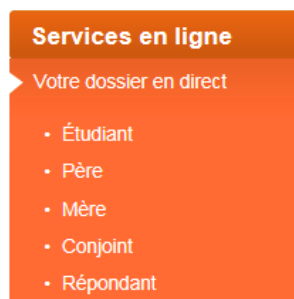 Services en ligne
Votre dossier en direct
• Étudiant
• Père
• Mère
• Conjoint
• Répondant